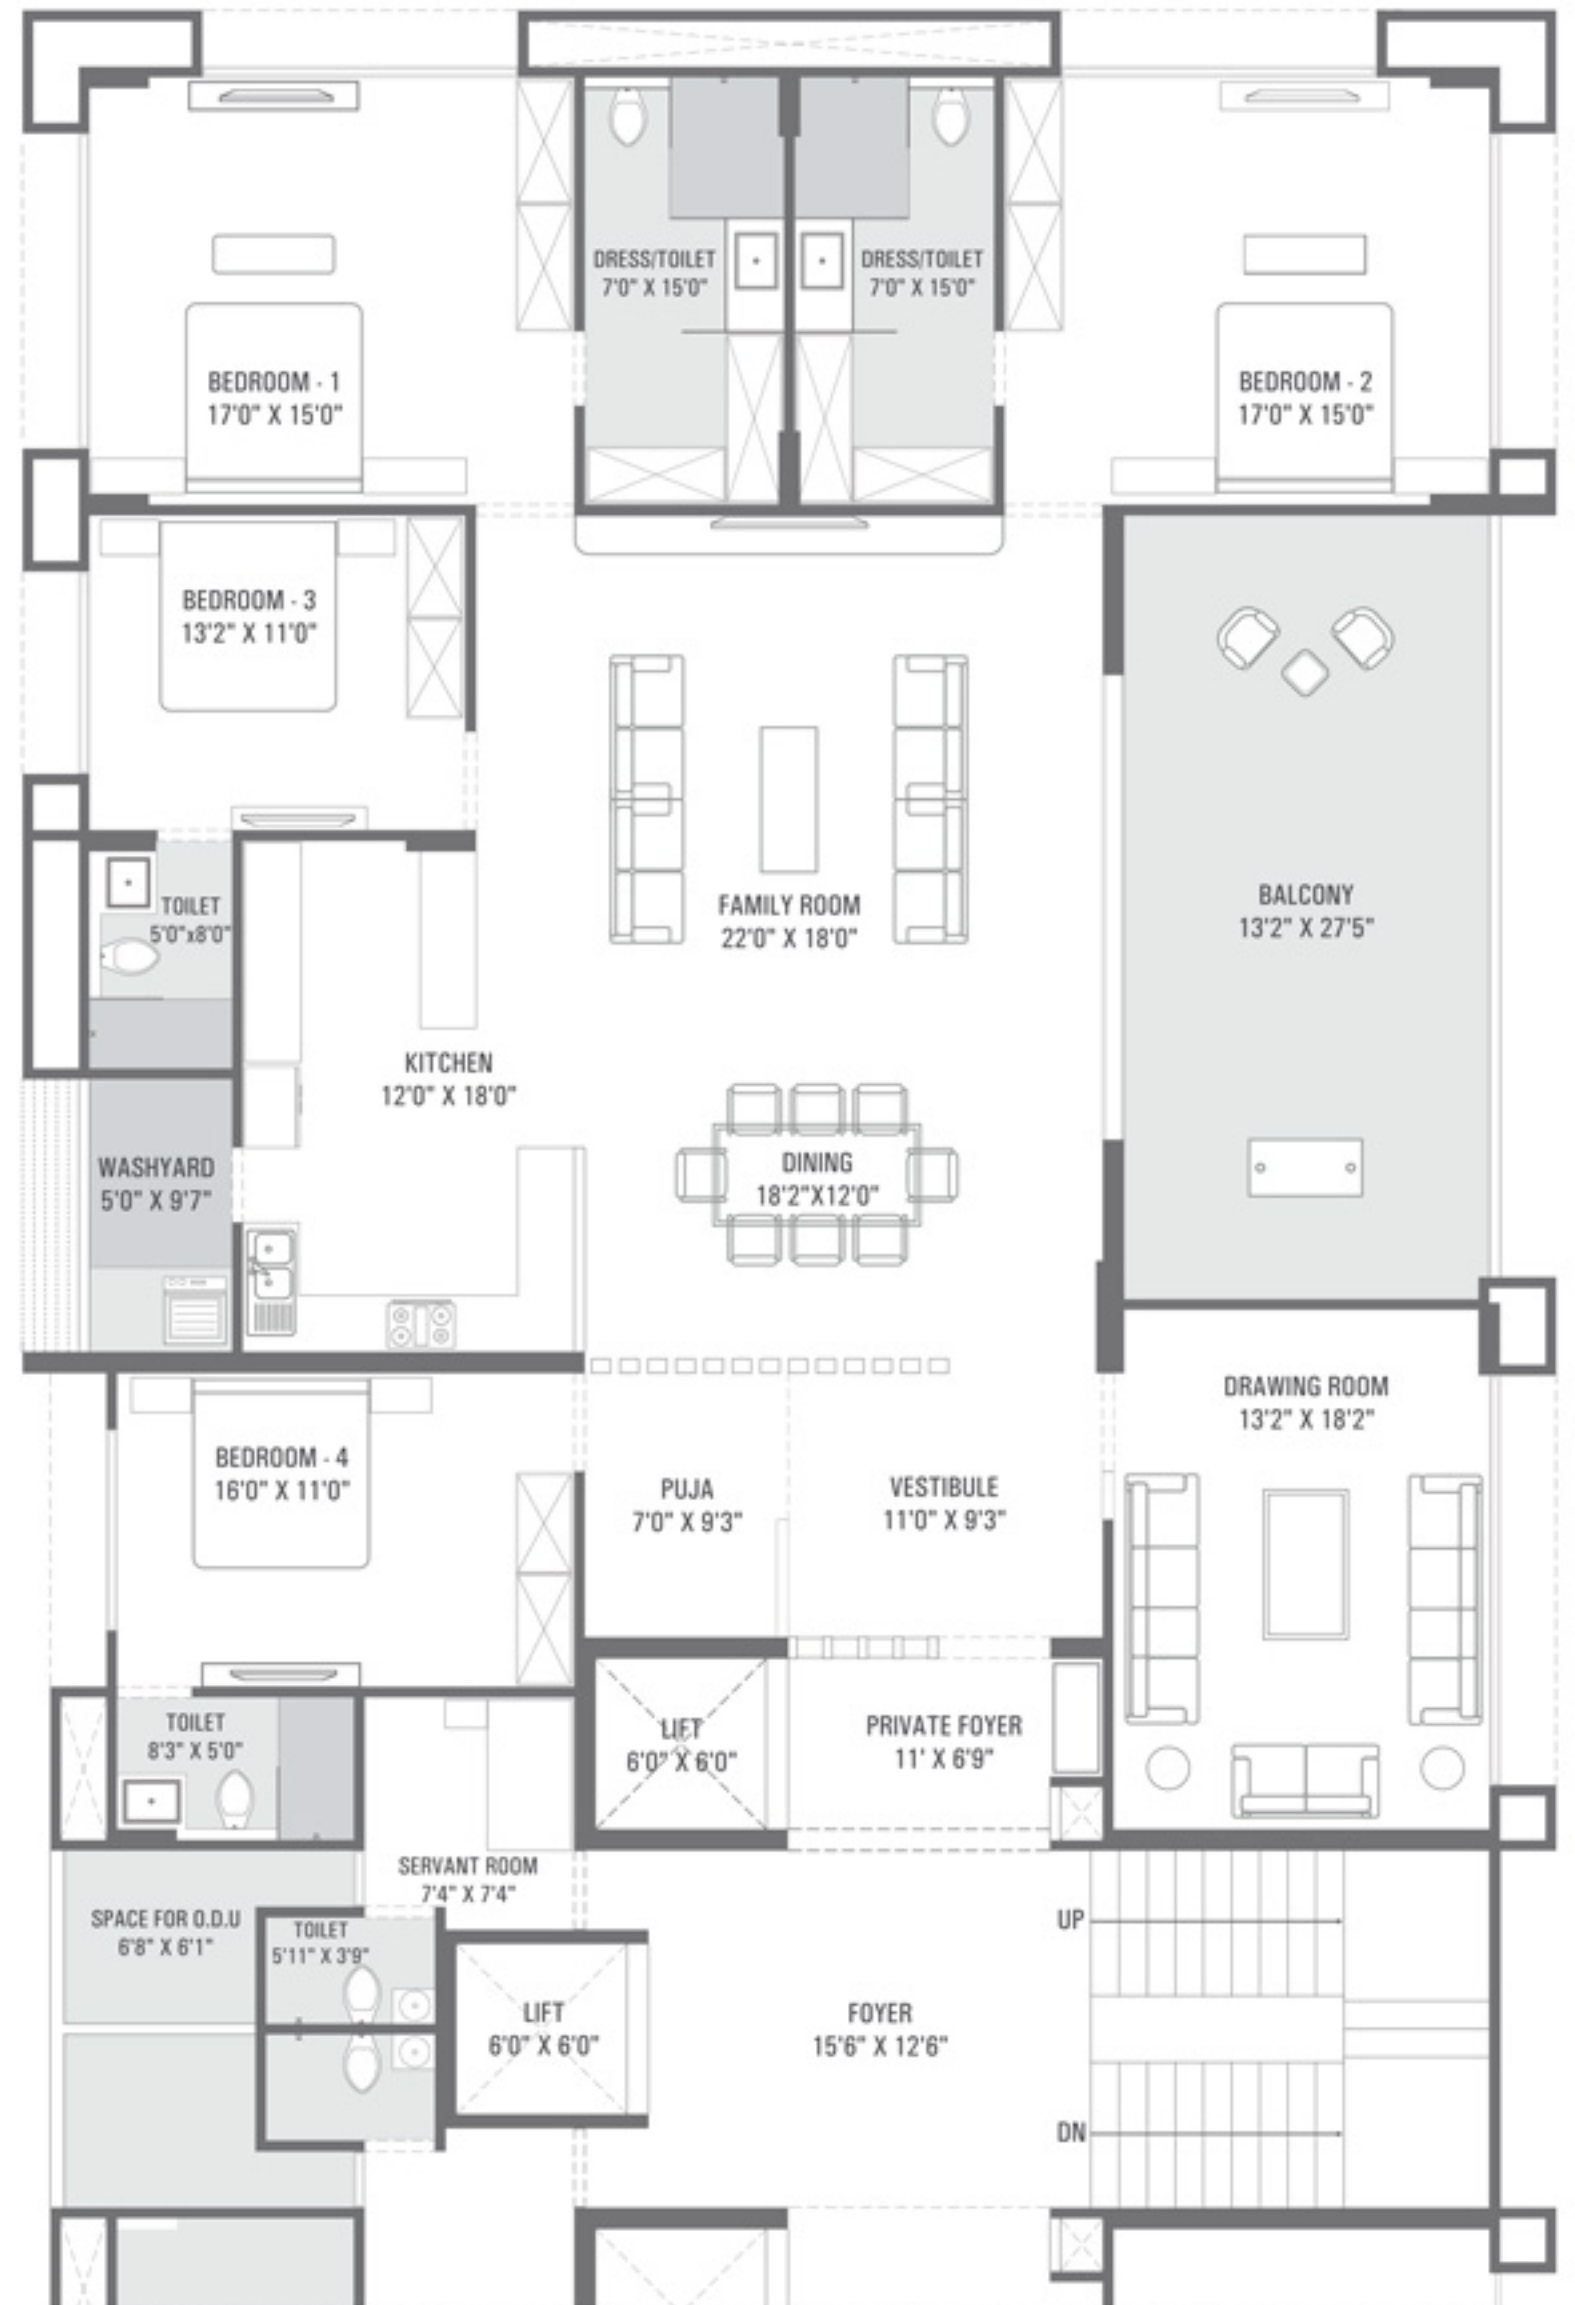 DRESS/TOILET
7'0" X 15'0"
DRESS/TOILET
7'0" X 15'0"
BEDROOM - 1
17'0" X 15'0"
BEDROOM - 2
17'0" X 15'0"
BEDROOM - 3
13'2" X 11'0"
TOILET
5'0"x8'0"
FAMILY ROOM
22'0" X 18'0"
BALCONY
13'2" X 27'5"
KITCHEN
12'0" X 18'0"
WASHYARD
5'0" X 9'7"
DINING
18'2"X12'0"
DRAWING ROOM
13'2" X 18'2"
BEDROOM - 4
16'0" X 11'0"
PUJA
7'0" X 9'3"
VESTIBULE
11'0" X 9'3"
TOILET
8'3" X 5'0"
LIFT
6'0" X 6'0"
PRIVATE FOYER
11' X 6'9"
SERVANT ROOM
7'4" X 7'4"
SPACE FOR O.D.U
6'8" X 6'1"
TOILET
5'11" X 3'9"
UP
LIFT
6'0" X 6'0"
FOYER
15'6" X 12'6"
DN